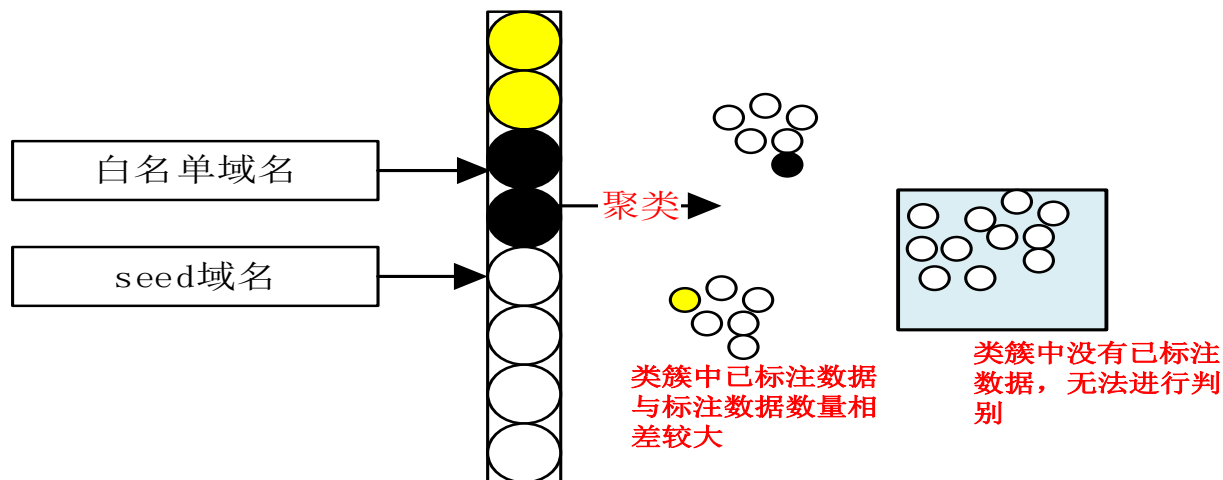 白名单域名
seed域名
聚类
类簇中已标注数据
与标注数据数量相
差较大
类簇中没有已标注
数据，无法进行判
别